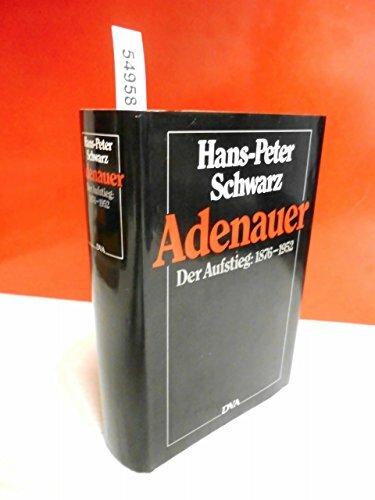 54958
Hans-Peter
Schwarz
Adenauer
Der Aufstieg:
1876–1952
DVA
Hans-Peter
Schwarz
Adenauer
Der Aufstieg: 1876–1952
DVA